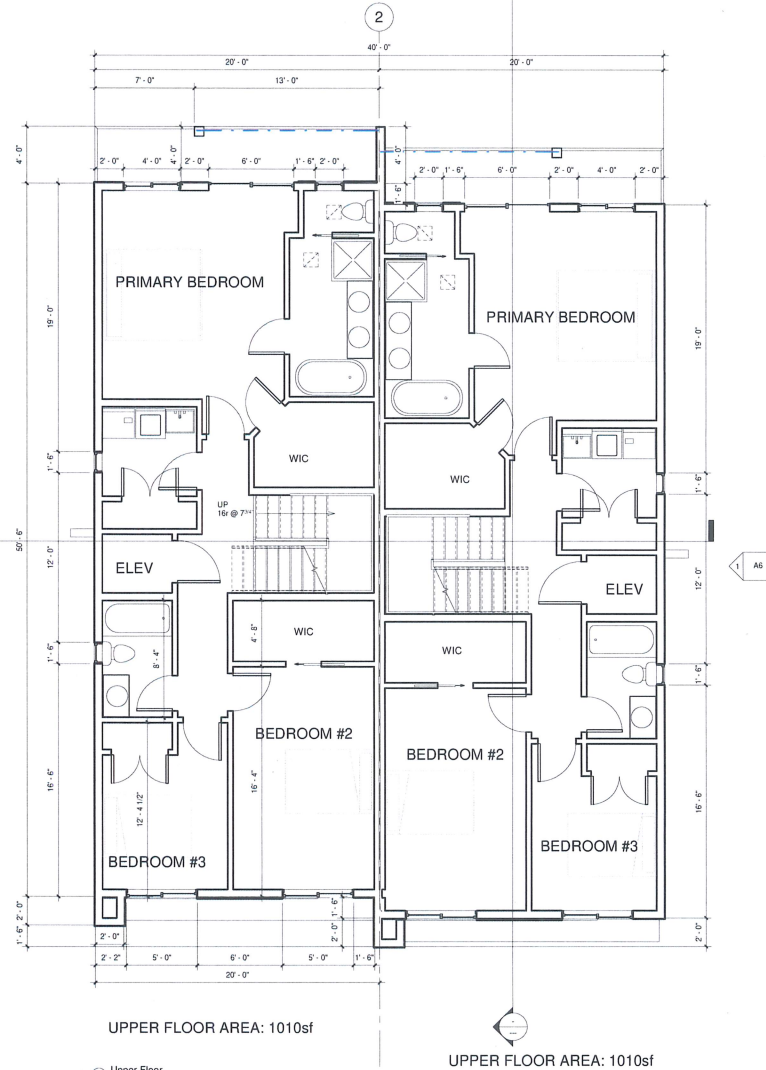 2
40' - 0"
20' - 0" 20' - 0"
7' - 0" 13' - 0"
4' - 0" 4' - 0" 4' - 0"
2' - 0" 4' - 0" 2' - 0" 6' - 0" 1' - 6" 2' - 0"
2' - 0" 1' - 6" 6' - 0" 2' - 0" 4' - 0" 2' - 0"
1' - 6"
PRIMARY BEDROOM
PRIMARY BEDROOM
19' - 0" 19' - 0"
WIC
WIC
1' - 6" 1' - 6"
UP
16r @ 7 3/4"
50' - 6"
12' - 0" 12' - 0"
1 A6
ELEV
ELEV
WIC
4' - 8"
WIC
8' - 4"
1' - 6" 1' - 6"
BEDROOM #2
BEDROOM #2
16' - 4"
16' - 6" 16' - 6"
12' - 4 1/2"
BEDROOM #3
BEDROOM #3
2' - 0" 1' - 6"
1' - 6" 2' - 0" 2' - 0"
2' - 0"
2' - 2" 5' - 0" 6' - 0" 5' - 0" 1' - 6"
20' - 0"
UPPER FLOOR AREA: 1010sf
UPPER FLOOR AREA: 1010sf
Upper Floor